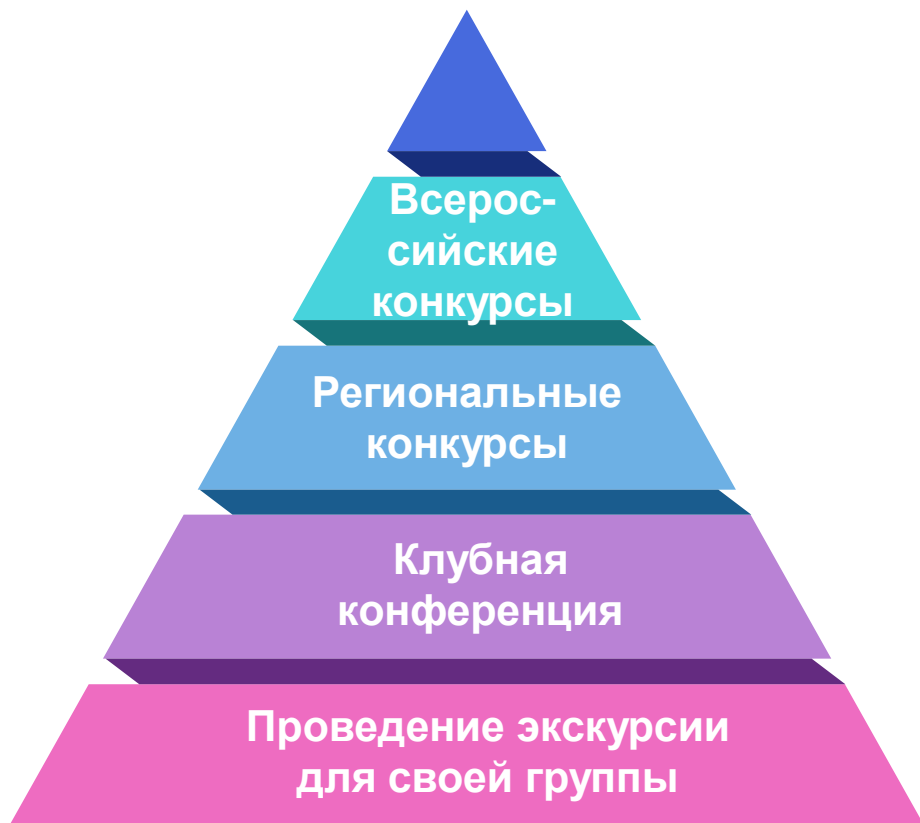 Всерос-
сийские
конкурсы
Региональные
конкурсы
Клубная
конференция
Проведение экскурсии
для своей группы